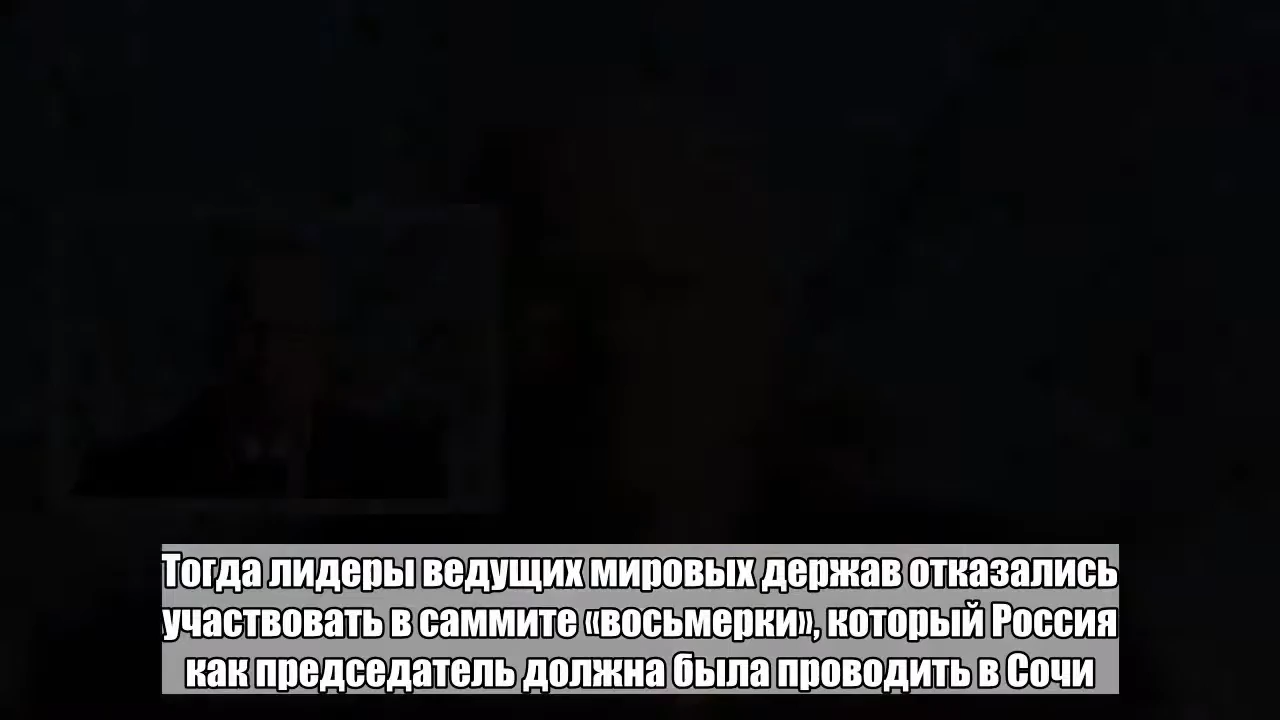 Тогда лидеры ведущих мировых держав отказались
участвовать в саммите «восьмерки», который Россия
как председатель должна была проводить в Сочи